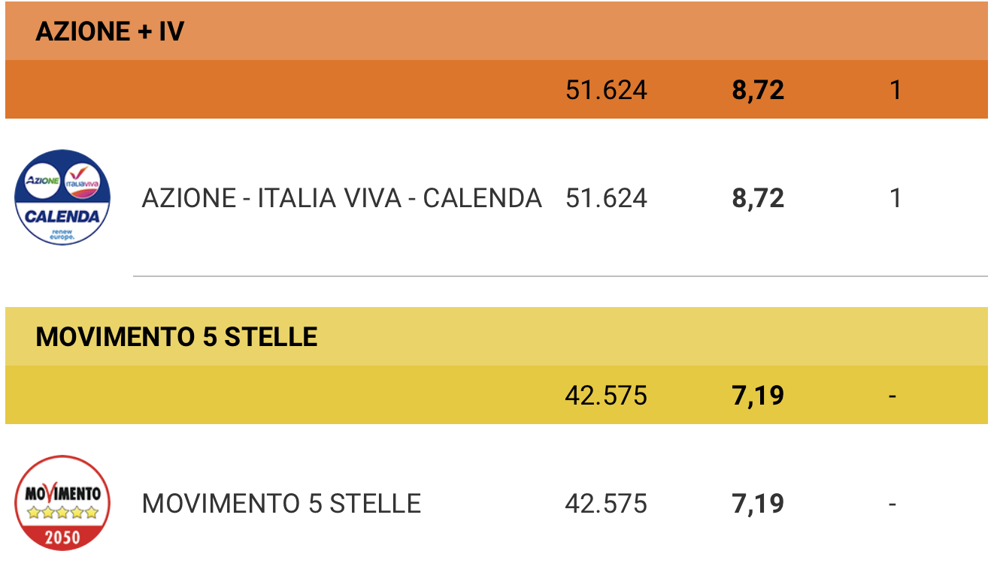 AZIONE + IV
51.624 8,72 1
AZIONE ITALIAVIVA
CALENDA
renew
europe.
AZIONE - ITALIA VIVA - CALENDA 51.624 8,72 1
MOVIMENTO 5 STELLE
42.575 7,19 -
MOVIMENTO
2050
MOVIMENTO 5 STELLE 42.575 7,19 -